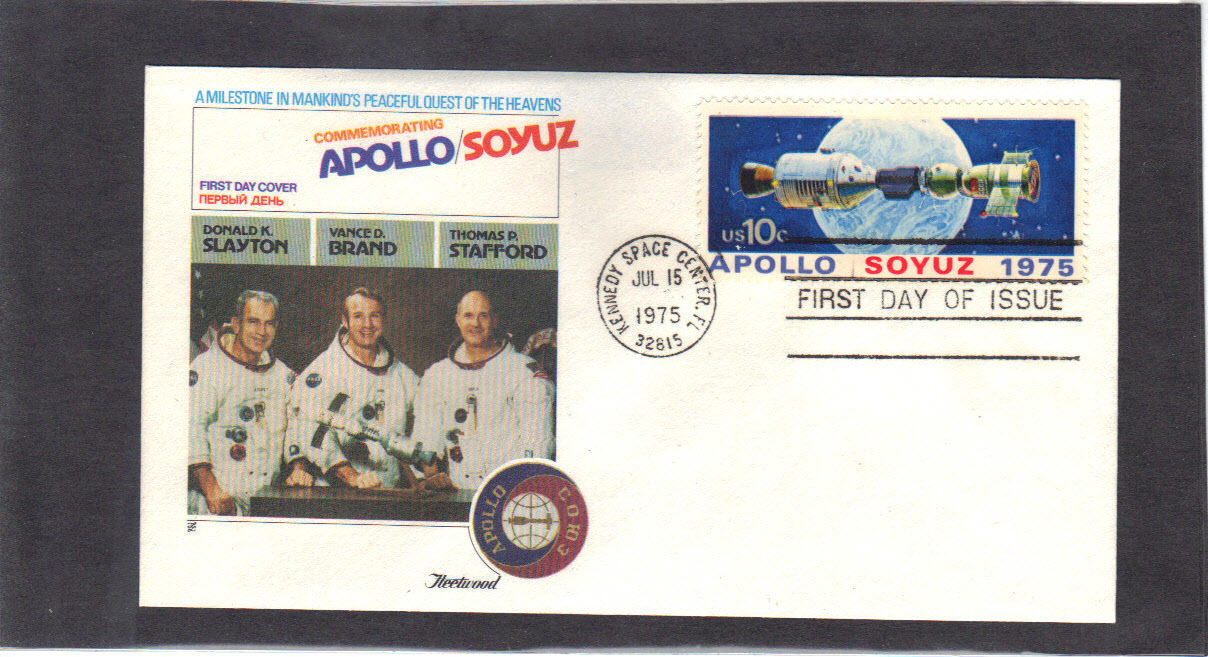 A MILESTONE IN MANKIND'S PEACEFUL QUEST OF THE HEAVENS
COMMEMORATING
APOLLO/SOYUZ
FIRST DAY COVER
ПЕРВЫЙ ДЕНЬ
DONALD K.
SLAYTON
VANCE D.
BRAND
THOMAS P.
STAFFORD
APOLLO СОЮЗ
Fleetwood
US 10c
APOLLO SOYUZ 1975
KENNEDY SPACE CENTER, FL
JUL 15
1975
32815
FIRST DAY OF ISSUE